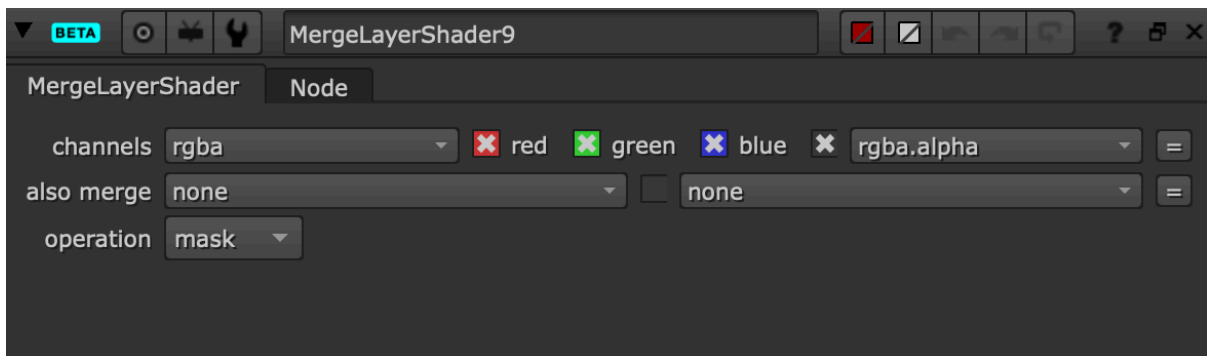 BETA MergeLayerShader9 ?
MergeLayerShader Node
channels rgba red green blue rgba.alpha =
also merge none none =
operation mask